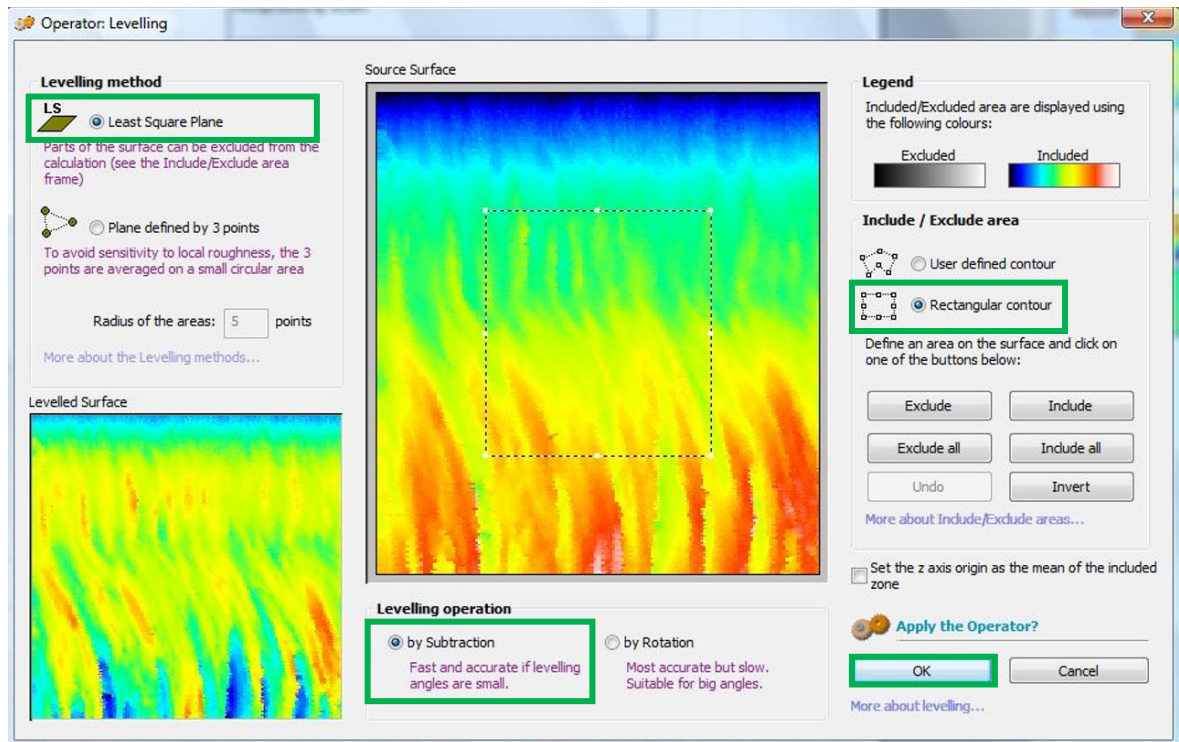 Operator: Levelling
Levelling method
LS
Least Square Plane
Parts of the surface can be excluded from the
calculation (see the Include/Exclude area
frame)
Plane defined by 3 points
To avoid sensitivity to local roughness, the 3
points are averaged on a small circular area
Radius of the areas: 5 points
More about the Levelling methods...
Levelled Surface
Source Surface
Levelling operation
by Subtraction
Fast and accurate if levelling
angles are small.
by Rotation
Most accurate but slow.
Suitable for big angles.
Legend
Included/Excluded area are displayed using
the following colours:
Excluded Included
Include / Exclude area
User defined contour
Rectangular contour
Define an area on the surface and click on
one of the buttons below:
Exclude Include
Exclude all Include all
Undo Invert
More about Include/Exclude areas...
Set the z axis origin as the mean of the included
zone
Apply the Operator?
OK Cancel
More about levelling...